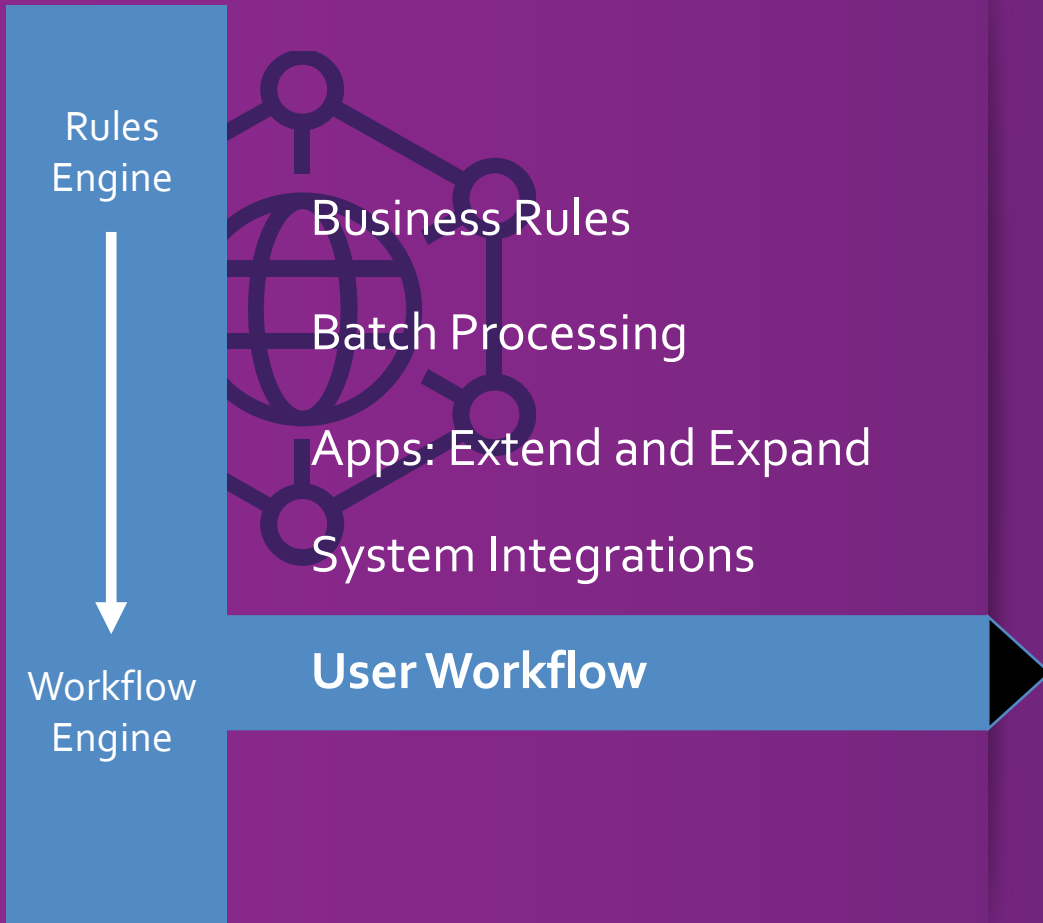 Rules
Engine
Business Rules
Batch Processing
Apps: Extend and Expand
System Integrations
User Workflow
Workflow
Engine